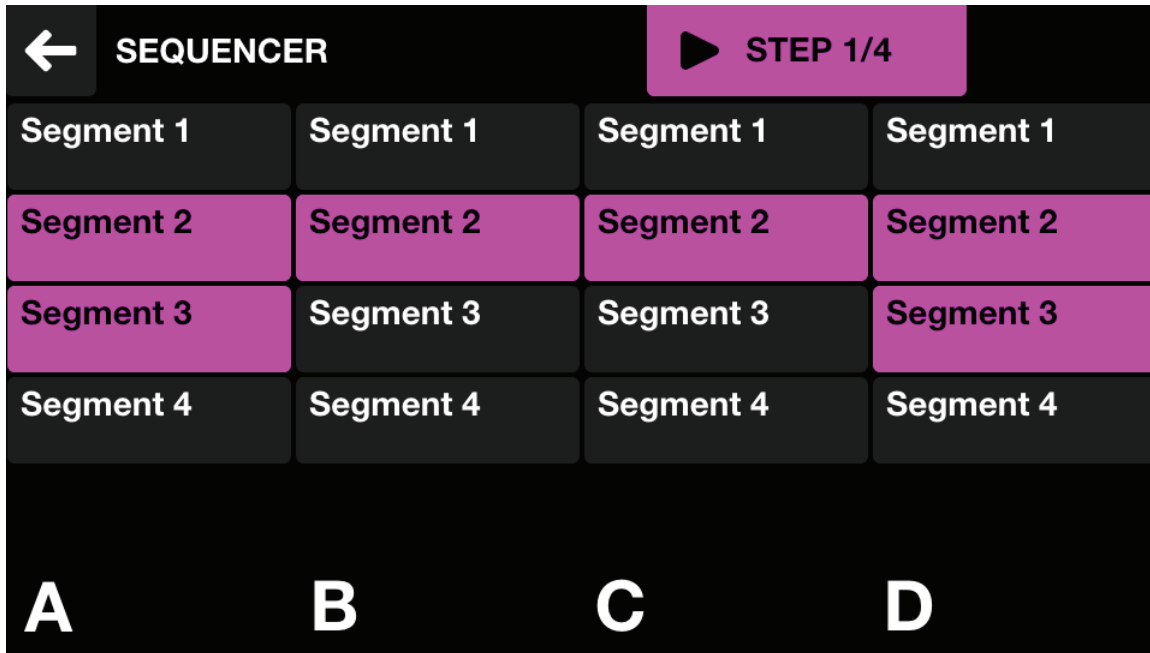 SEQUENCER STEP 1/4
Segment 1 Segment 1 Segment 1 Segment 1
Segment 2 Segment 2 Segment 2 Segment 2
Segment 3 Segment 3 Segment 3 Segment 3
Segment 4 Segment 4 Segment 4 Segment 4
A B C D